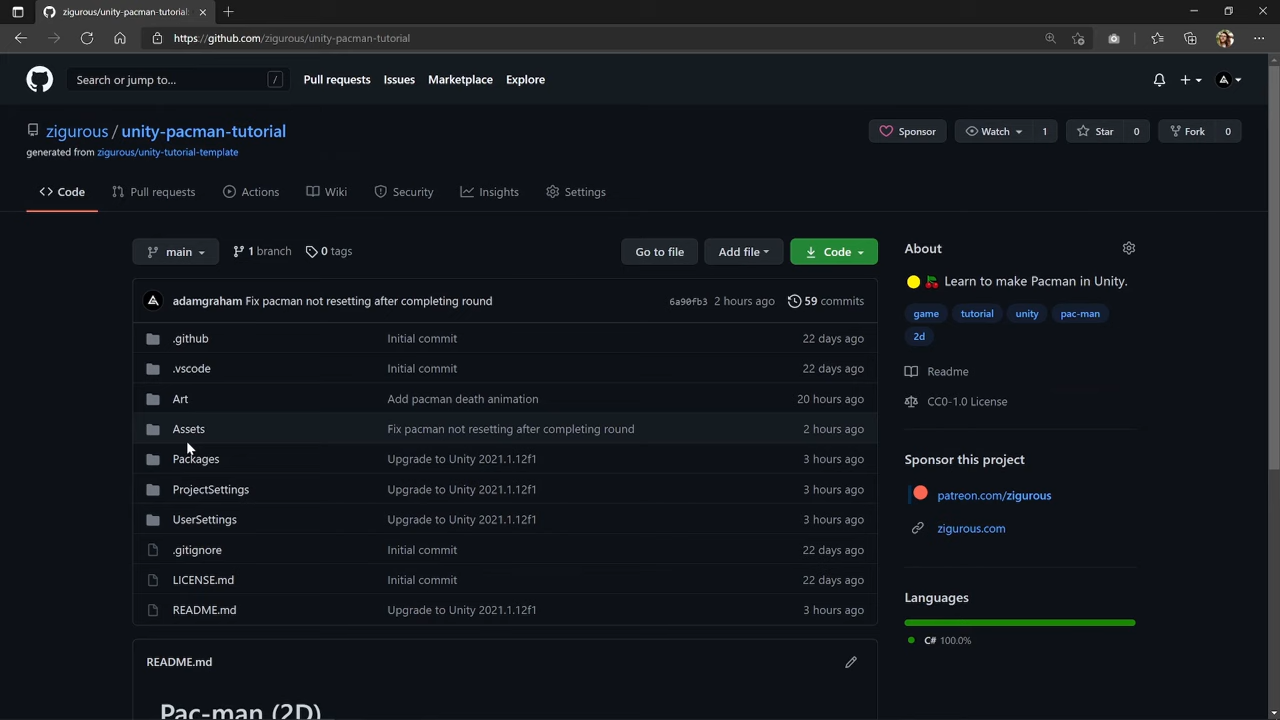 zigurous/unity-pacman-tutorial:
https://github.com/zigurous/unity-pacman-tutorial
Search or jump to... /
Pull requests Issues Marketplace Explore
zigurous / unity-pacman-tutorial
Sponsor Watch 1 Star 0 Fork 0
generated from zigurous/unity-tutorial-template
Code Pull requests Actions Wiki Security Insights Settings
main 1 branch 0 tags Go to file Add file Code
adamgraham Fix pacman not resetting after completing round 6a90fb3 2 hours ago 59 commits
.github Initial commit 22 days ago
.vscode Initial commit 22 days ago
Art Add pacman death animation 20 hours ago
Assets Fix pacman not resetting after completing round 2 hours ago
Packages Upgrade to Unity 2021.1.12f1 3 hours ago
ProjectSettings Upgrade to Unity 2021.1.12f1 3 hours ago
UserSettings Upgrade to Unity 2021.1.12f1 3 hours ago
.gitignore Initial commit 22 days ago
LICENSE.md Initial commit 22 days ago
README.md Upgrade to Unity 2021.1.12f1 3 hours ago
README.md
Pac-man (2D)
About
Learn to make Pacman in Unity.
game tutorial unity pac-man
2d
Readme
CC0-1.0 License
Sponsor this project
patreon.com/zigurous
zigurous.com
Languages
C# 100.0%